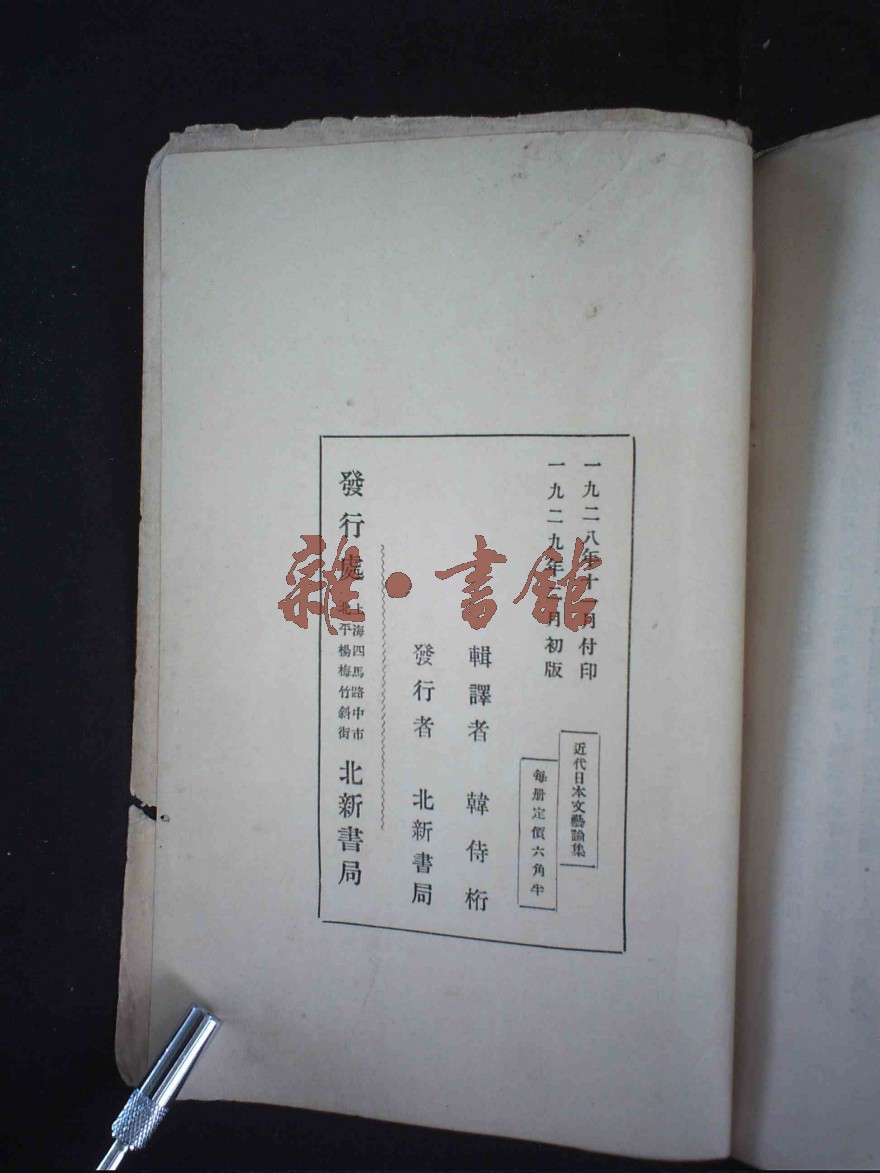 一九二八年十 月付印
一九二九年 月初版
近代日本文藝論集
每册定價六角半
輯譯者 韓侍桁
發行者 北新書局
發行處 上海四馬路中市
北平楊梅竹斜街
北新書局
雜·書館